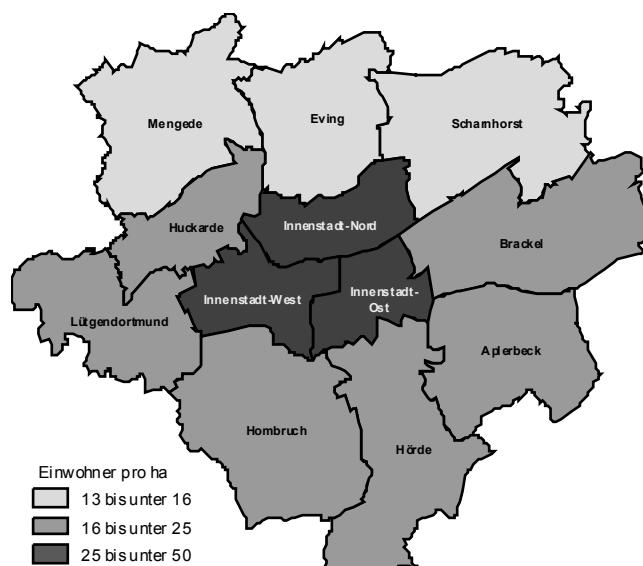 Mengede
Eving
Scharnhorst
Huckarde
Innenstadt-Nord
Brackel
Innenstadt-West
Innenstadt-
Ost
Lütgendortmund
Aplerbeck
Hombruch
Hörde
Einwohner pro ha
13 bis unter 16
16 bis unter 25
25 bis unter 50